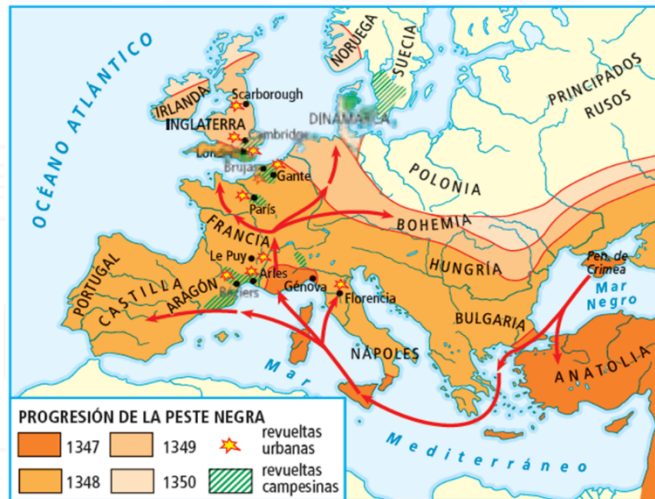 OCÉANO ATLÁNTICO
NORUEGA
SUECIA
PRINCIPADOS
RUSOS
IRLANDA
Scarborough
INGLATERRA
DINAMARCA
Cambridge
Brujas
Gante
POLONIA
París
BOHEMIA
FRANCIA
HUNGRÍA
Le Puy
Pen. de
Crimea
Mar
Negro
PORTUGAL
CASTILLA
ARAGÓN
Arles
Génova
Florencia
BULGARIA
NÁPOLES
ANATOLIA
Mar
Mediterráneo
PROGRESIÓN DE LA PESTE NEGRA
1347
1349
revueltas
urbanas
1348
1350
revueltas
campesinas